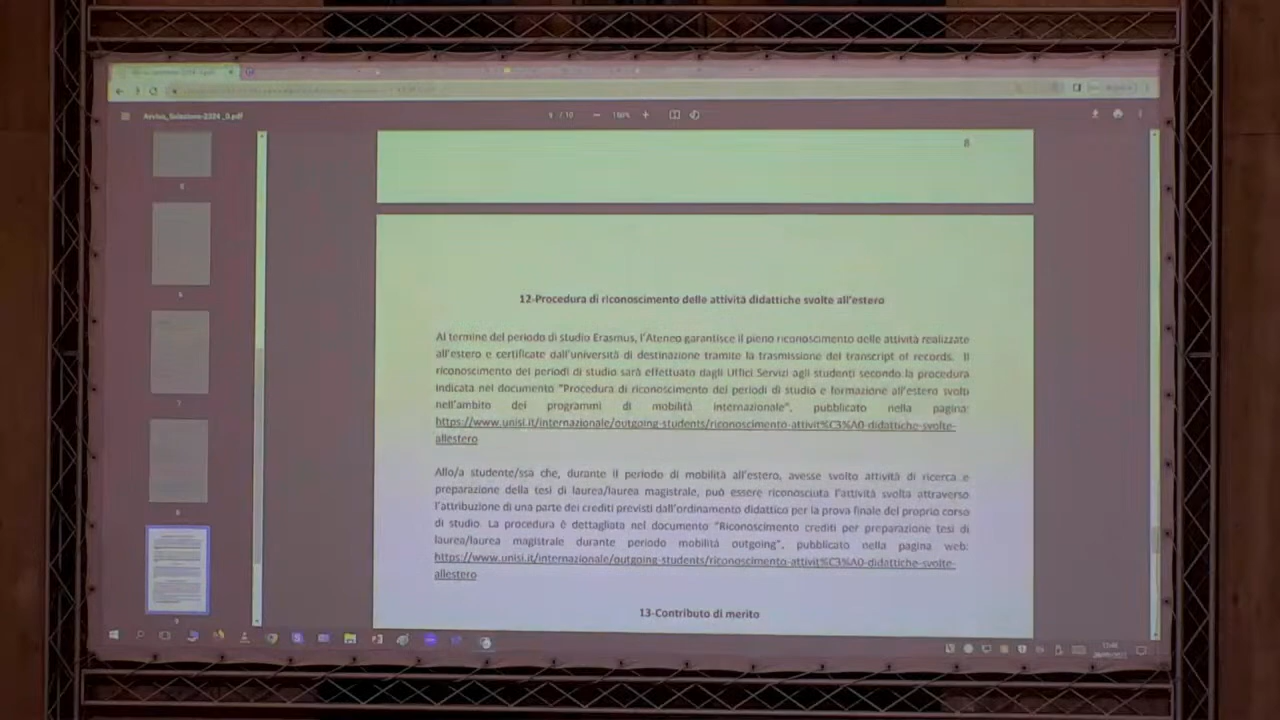 Avviso_Selezione-2024 _0.pdf
9 / 10
8
12-Procedura di riconoscimento delle attività didattiche svolte all'estero
Al termine del periodo di studio Erasmus, l'Ateneo garantisce il pieno riconoscimento delle attività realizzate
all'estero e certificate dall'università di destinazione tramite la trasmissione del transcript of records. Il
riconoscimento dei periodi di studio sarà effettuato dagli Uffici Servizi agli studenti secondo la procedura
indicata nel documento "Procedura di riconoscimento dei periodi di studio e formazione all'estero svolti
nell'ambito dei programmi di mobilità internazionale", pubblicato nella pagina:
https://www.unisi.it/internazionale/outgoing-students/riconoscimento-attivit%C3%A0-didattiche-svolte-
allestero
Allo/a studente/ssa che, durante il periodo di mobilità all'estero, avesse svolto attività di ricerca e
preparazione della tesi di laurea/laurea magistrale, può essere riconosciuta l'attività svolta attraverso
l'attribuzione di una parte dei crediti previsti dall'ordinamento didattico per la prova finale del proprio corso
di studio. La procedura è dettagliata nel documento "Riconoscimento crediti per preparazione tesi di
laurea/laurea magistrale durante periodo mobilità outgoing", pubblicato nella pagina web:
https://www.unisi.it/internazionale/outgoing-students/riconoscimento-attivit%C3%A0-didattiche-svolte-
allestero
13-Contributo di merito